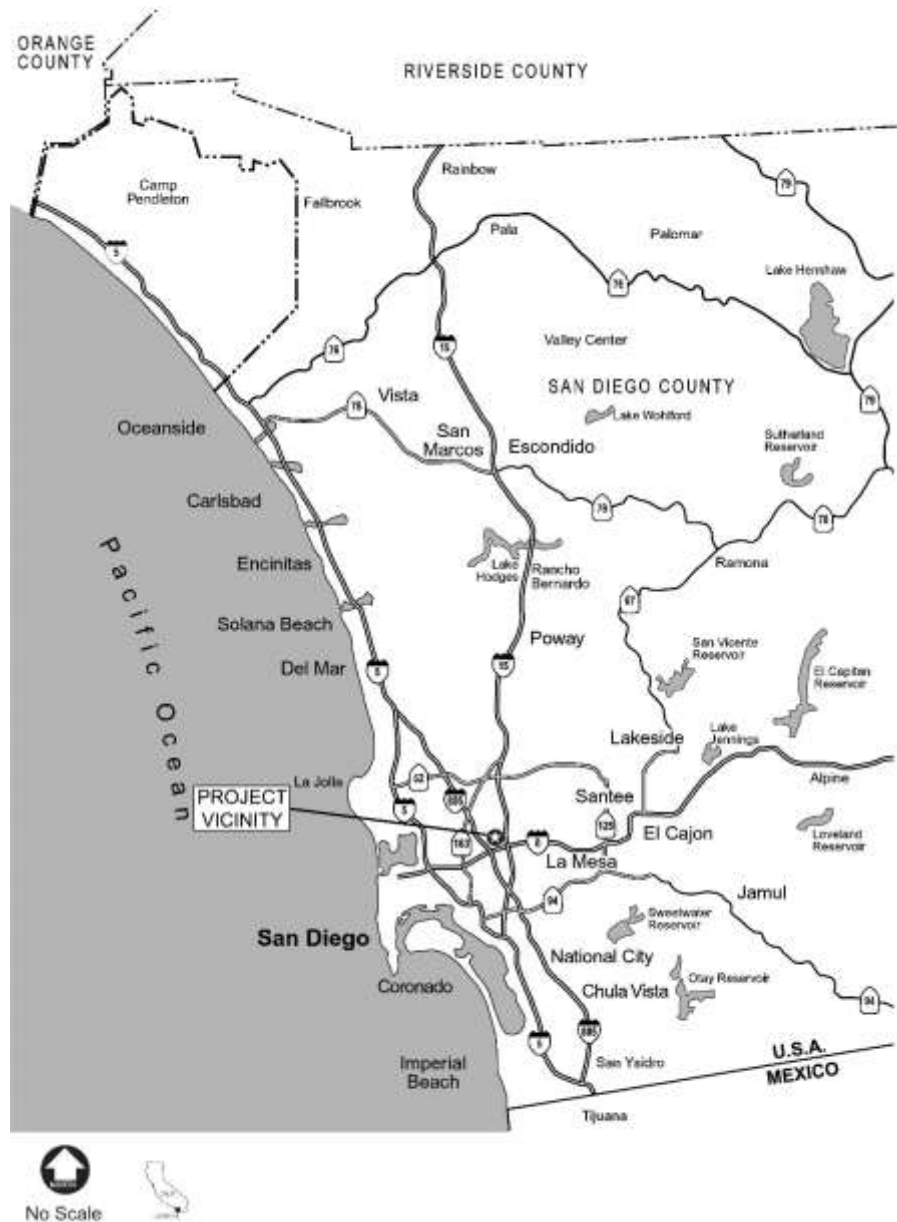 ORANGE
COUNTY
RIVERSIDE COUNTY
Rainbow
79
Camp
Pendleton
Fallbrook
5
Pala
Palomar
Lake Henshaw
76
15
76
Valley Center
SAN DIEGO COUNTY
Vista
79
Lake Wohlford
Oceanside
San
Marcos
Escondido
Sutherland
Reservoir
Carlsbad
79
78
Pacific Ocean
Encinitas
Lake
Hodges
Rancho
Bernardo
Ramona
67
Solana Beach
Poway
San Vicente
Reservoir
Del Mar
5
15
El Capitan
Reservoir
Lakeside
Lake
Jennings
La Jolla
52
Alpine
PROJECT
VICINITY
5
805
Santee
163
8
125
El Cajon
Loveland
Reservoir
La Mesa
94
Jamul
San Diego
Sweetwater
Reservoir
National City
Coronado
Chula Vista
Otay Reservoir
94
5
805
Imperial
Beach
San Ysidro
U.S.A.
MEXICO
Tijuana
No Scale